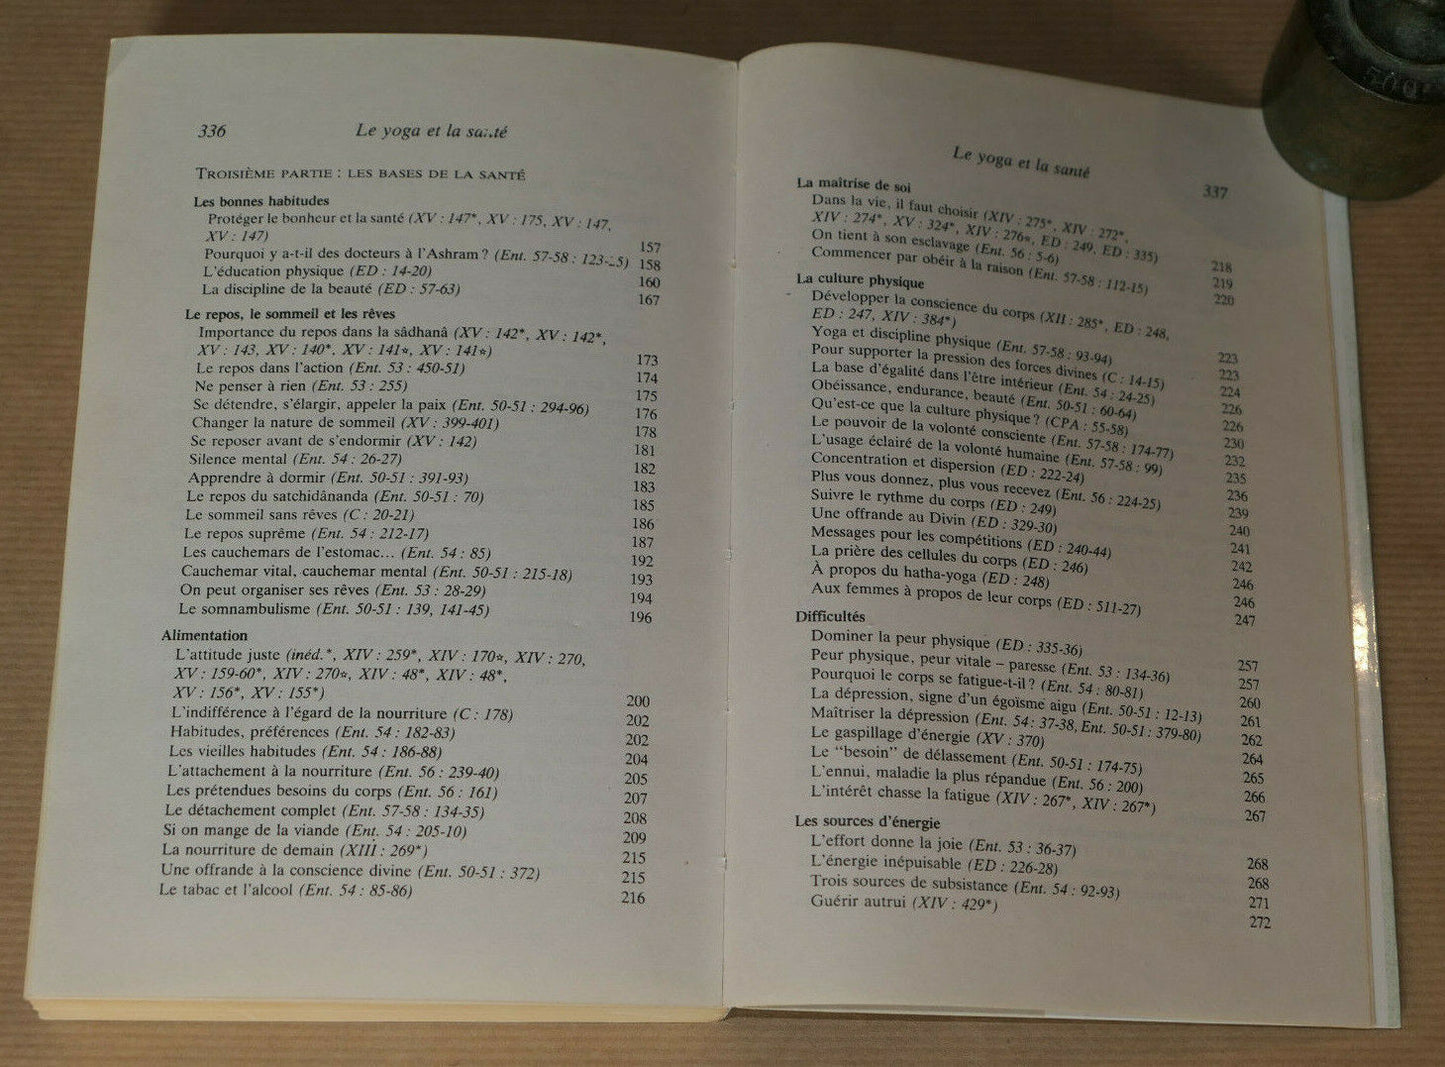 336 Le yoga et la santé
TROISIÈME PARTIE : LES BASES DE LA SANTÉ
Les bonnes habitudes
Protéger le bonheur et la santé (XV : 147*, XV : 175, XV : 147,
XV : 147) 157
Pourquoi y a-t-il des docteurs à l'Ashram ? (Ent. 57-58 : 123-25) 158
L'éducation physique (ED : 14-20) 160
La discipline de la beauté (ED : 57-63) 167
Le repos, le sommeil et les rêves
Importance du repos dans la sâdhanâ (XV : 142*, XV : 142*,
XV : 143, XV : 140*, XV : 141☆, XV : 141☆) 173
Le repos dans l'action (Ent. 53 : 450-51) 174
Ne penser à rien (Ent. 53 : 255) 175
Se détendre, s'élargir, appeler la paix (Ent. 50-51 : 294-96) 176
Changer la nature de sommeil (XV : 399-401) 178
Se reposer avant de s'endormir (XV : 142) 181
Silence mental (Ent. 54 : 26-27) 182
Apprendre à dormir (Ent. 50-51 : 391-93) 183
Le repos du satchidânanda (Ent. 50-51 : 70) 185
Le sommeil sans rêves (C : 20-21) 186
Le repos suprême (Ent. 54 : 212-17) 187
Les cauchemars de l'estomac... (Ent. 54 : 85) 192
Cauchemar vital, cauchemar mental (Ent. 50-51 : 215-18) 193
On peut organiser ses rêves (Ent. 53 : 28-29) 194
Le somnambulisme (Ent. 50-51 : 139, 141-45) 196
Alimentation
L'attitude juste (inéd.*, XIV : 259*, XIV : 170☆, XIV : 270,
XV : 159-60*, XIV : 270☆, XIV : 48*, XIV : 48*,
XV : 156*, XV : 155*) 200
L'indifférence à l'égard de la nourriture (C : 178) 202
Habitudes, préférences (Ent. 54 : 182-83) 202
Les vieilles habitudes (Ent. 54 : 186-88) 204
L'attachement à la nourriture (Ent. 56 : 239-40) 205
Les prétendues besoins du corps (Ent. 56 : 161) 207
Le détachement complet (Ent. 57-58 : 134-35) 208
Si on mange de la viande (Ent. 54 : 205-10) 209
La nourriture de demain (XIII : 269*) 215
Une offrande à la conscience divine (Ent. 50-51 : 372) 215
Le tabac et l'alcool (Ent. 54 : 85-86) 216
Le yoga et la santé 337
La maîtrise de soi
Dans la vie, il faut choisir (XIV : 275*, XIV : 272*,
XIV : 274*, XV : 324*, XIV : 276☆, ED : 249, ED : 335) 218
On tient à son esclavage (Ent. 56 : 5-6) 219
Commencer par obéir à la raison (Ent. 57-58 : 112-15) 220
La culture physique
Développer la conscience du corps (XII : 285*, ED : 248,
ED : 247, XIV : 384*) 223
Yoga et discipline physique (Ent. 57-58 : 93-94) 223
Pour supporter la pression des forces divines (C : 14-15) 224
La base d'égalité dans l'être intérieur (Ent. 54 : 24-25) 226
Obéissance, endurance, beauté (Ent. 50-51 : 60-64) 226
Qu'est-ce que la culture physique ? (CPA : 55-58) 230
Le pouvoir de la volonté consciente (Ent. 57-58 : 174-77) 232
L'usage éclairé de la volonté humaine (Ent. 57-58 : 99) 235
Concentration et dispersion (ED : 222-24) 236
Plus vous donnez, plus vous recevez (Ent. 56 : 224-25) 239
Suivre le rythme du corps (ED : 249) 240
Une offrande au Divin (ED : 329-30) 241
Messages pour les compétitions (ED : 240-44) 242
La prière des cellules du corps (ED : 246) 246
À propos du hatha-yoga (ED : 248) 246
Aux femmes à propos de leur corps (ED : 511-27) 247
Difficultés
Dominer la peur physique (ED : 335-36) 257
Peur physique, peur vitale – paresse (Ent. 53 : 134-36) 257
Pourquoi le corps se fatigue-t-il ? (Ent. 54 : 80-81) 260
La dépression, signe d'un égoïsme aigu (Ent. 50-51 : 12-13) 261
Maîtriser la dépression (Ent. 54 : 37-38, Ent. 50-51 : 379-80) 262
Le gaspillage d'énergie (XV : 370) 264
Le "besoin" de délassement (Ent. 50-51 : 174-75) 265
L'ennui, maladie la plus répandue (Ent. 56 : 200) 266
L'intérêt chasse la fatigue (XIV : 267*, XIV : 267*) 267
Les sources d'énergie
L'effort donne la joie (Ent. 53 : 36-37) 268
L'énergie inépuisable (ED : 226-28) 268
Trois sources de subsistance (Ent. 54 : 92-93) 271
Guérir autrui (XIV : 429*) 272
500